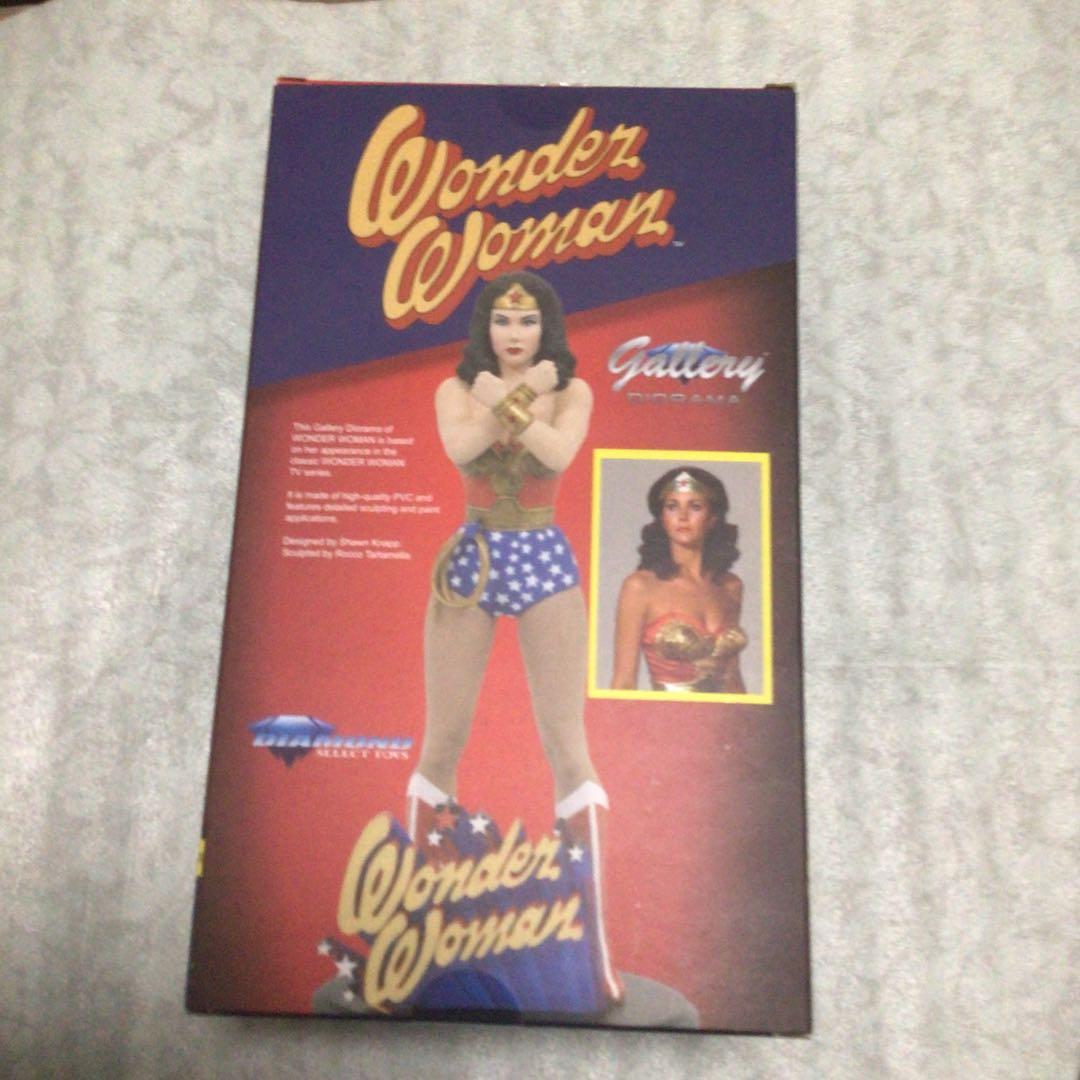 Wonder
Woman
TM
Gallery
DIORAMA
This Gallery Diorama of
WONDER WOMAN is based
on her appearance in the
classic WONDER WOMAN
TV series.
It is made of high-quality PVC and
features detailed sculpting and paint
applications.
Designed by Shawn Knapp.
Sculpted by Rocco Tartamella
DIAMOND
SELECT TOYS
Wonder
Woman